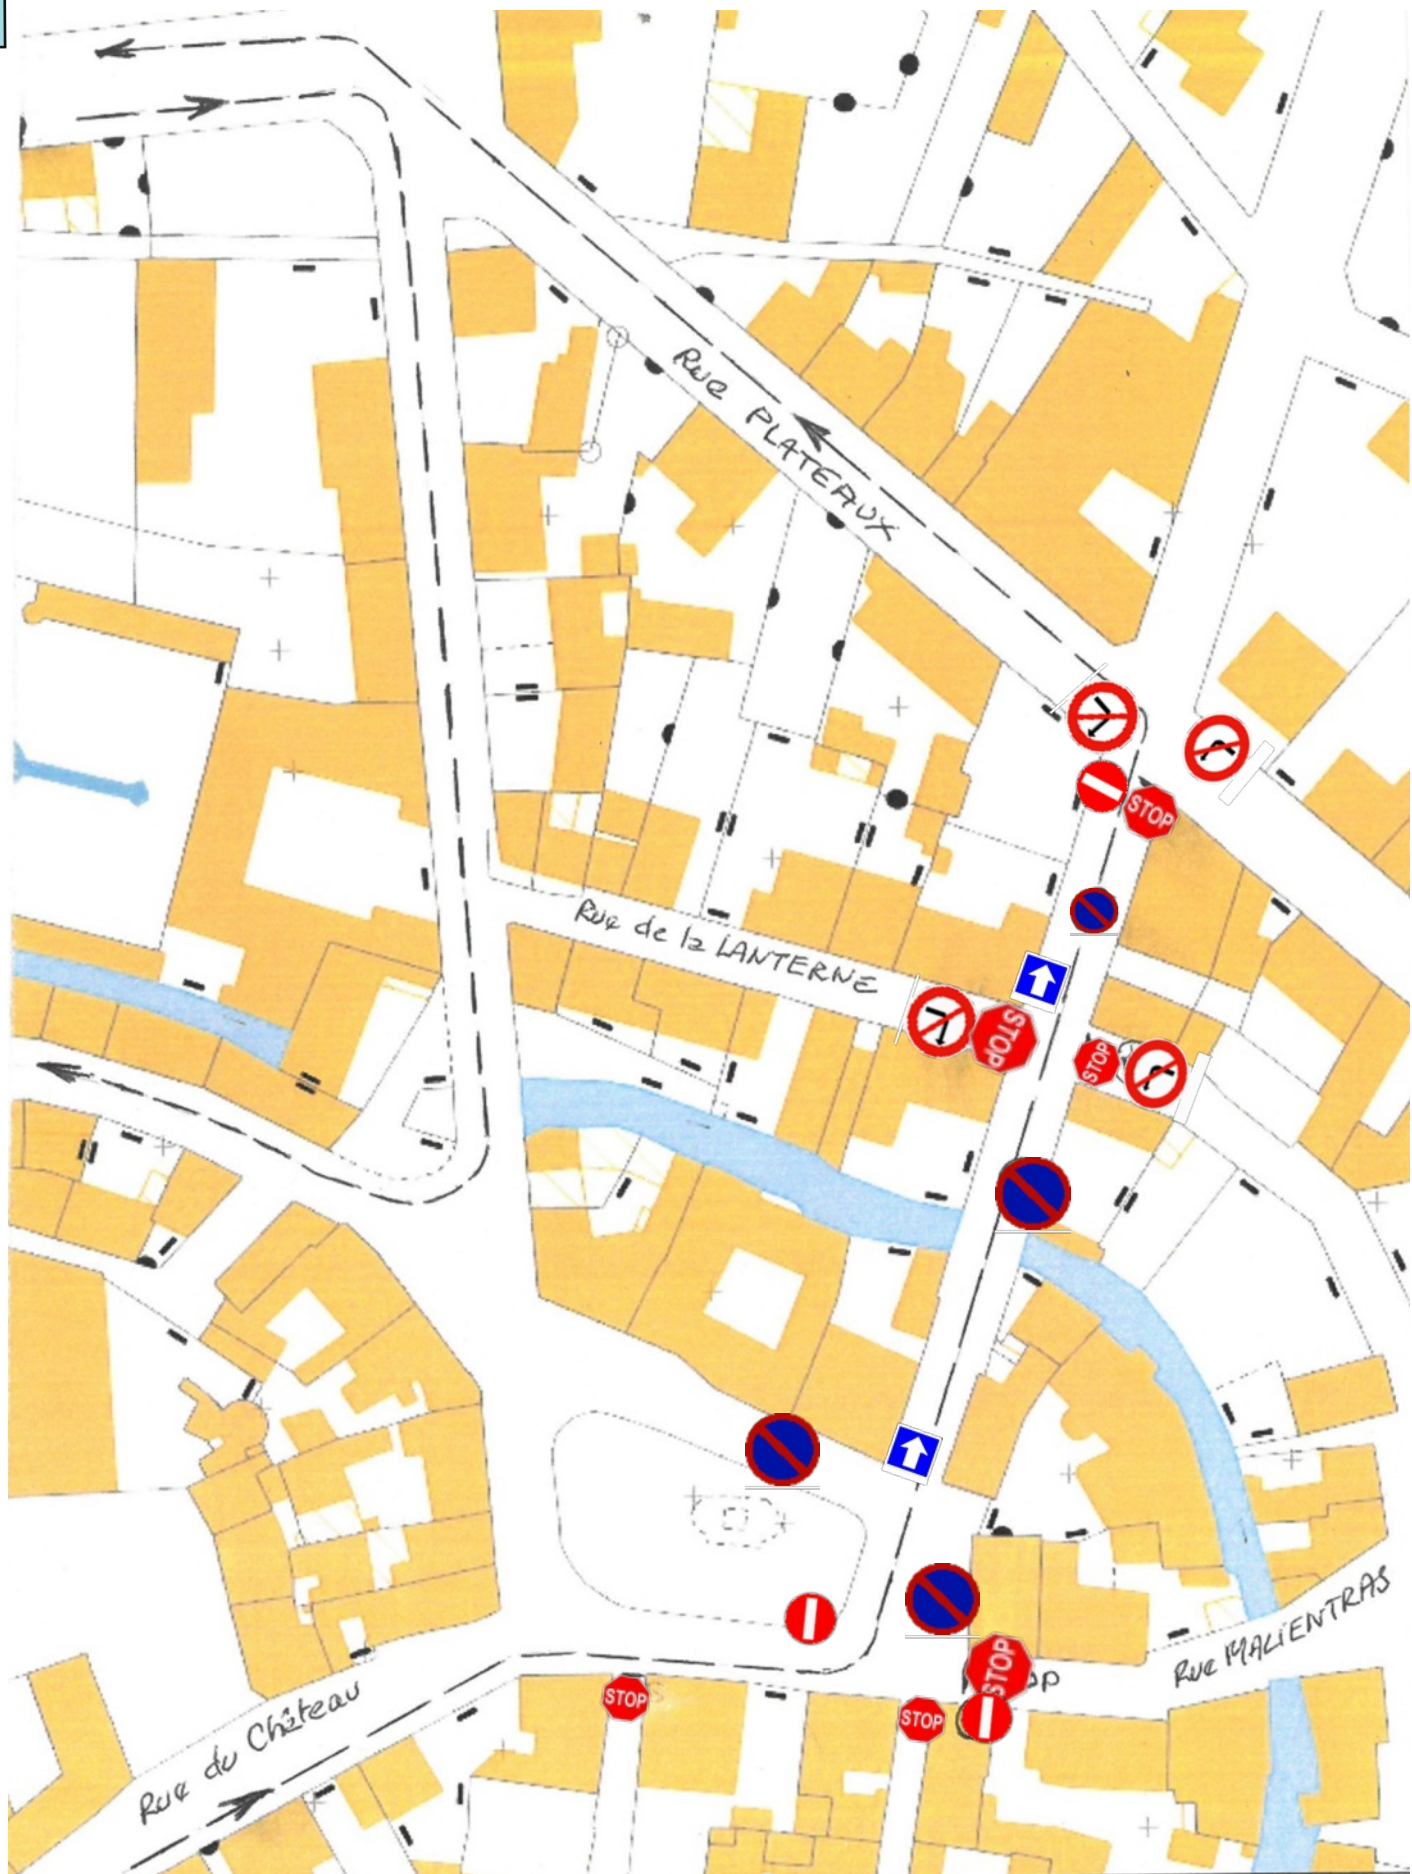 Rue PLATEAUX
STOP
Rue de la LANTERNE
STOP
STOP
STOP
Rue MALIENTRAS
STOP
STOP
Rue du Château